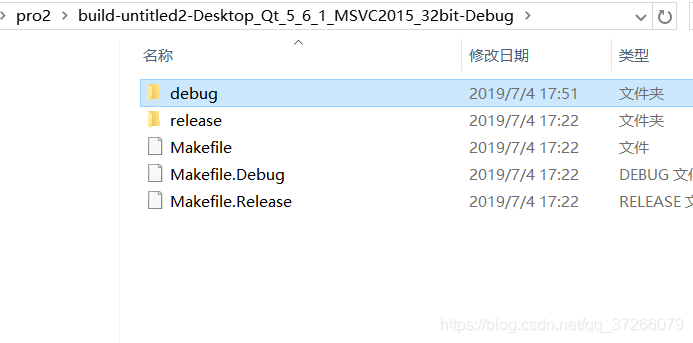 pro2 > build-untitled2-Desktop_Qt_5_6_1_MSVC2015_32bit-Debug >
名称 修改日期 类型
debug 2019/7/4 17:51 文件夹
release 2019/7/4 17:22 文件夹
Makefile 2019/7/4 17:22 文件
Makefile.Debug 2019/7/4 17:22 DEBUG 文
Makefile.Release 2019/7/4 17:22 RELEASE 文
https://blog.csdn.net/qq_37266079